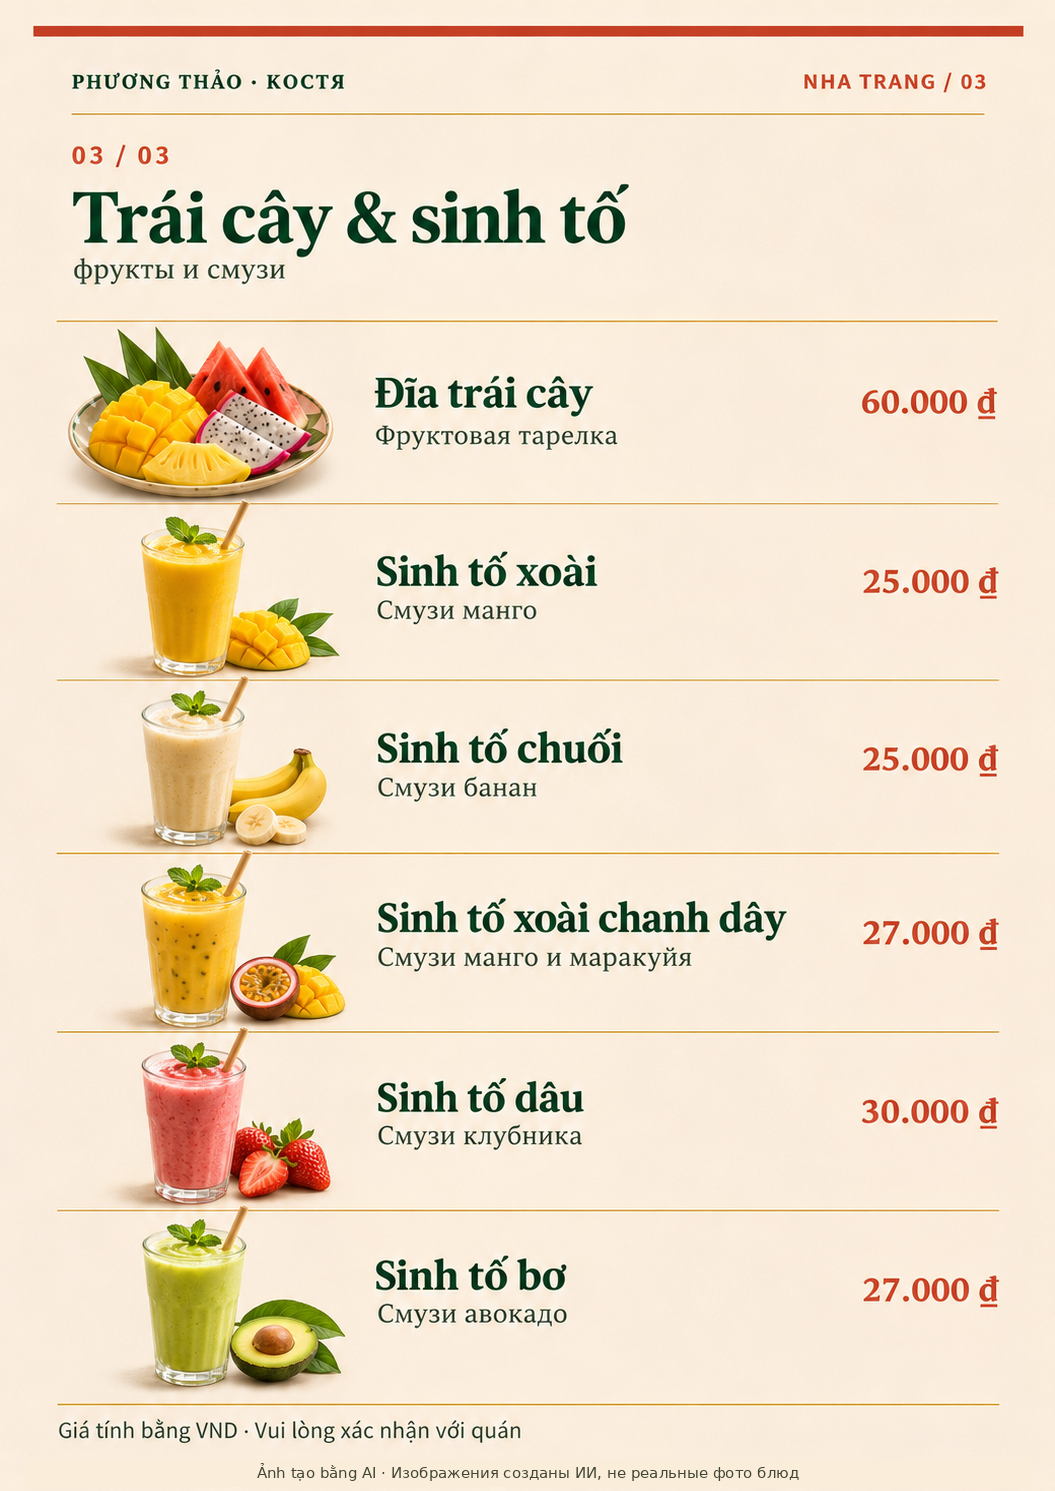 PHƯƠNG THẢO · КОСТЯ
NHA TRANG / 03
03 / 03
Trái cây & sinh tố
фрукты и смузи
Đĩa trái cây
Фруктовая тарелка
60.000 ₫
Sinh tố xoài
Смузи манго
25.000 ₫
Sinh tố chuối
Смузи банан
25.000 ₫
Sinh tố xoài chanh dây
Смузи манго и маракуйя
27.000 ₫
Sinh tố dâu
Смузи клубника
30.000 ₫
Sinh tố bơ
Смузи авокадо
27.000 ₫
Giá tính bằng VND · Vui lòng xác nhận với quán
Ảnh tạo bằng AI · Изображения созданы ИИ, не реальные фото блюд